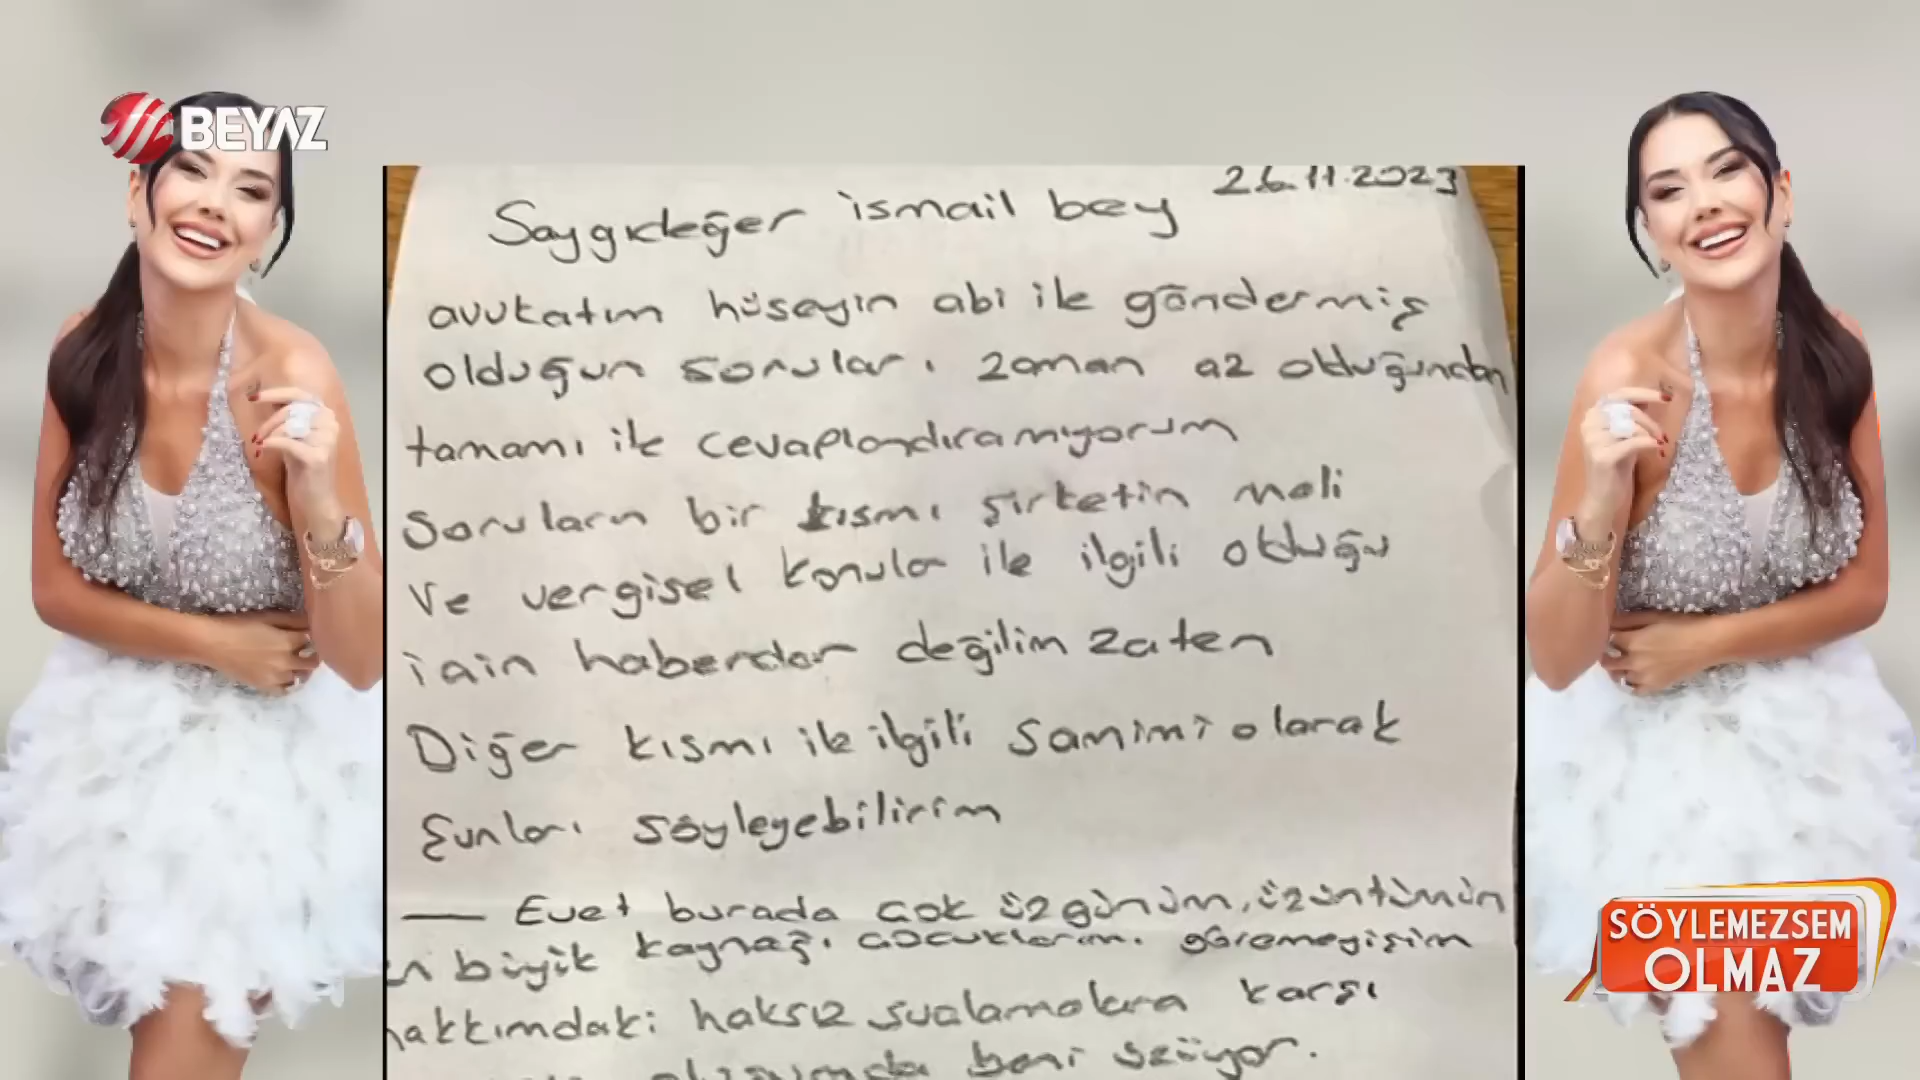 BEYAZ
26.11.2023
Saygıdeğer ismail bey
avukatım hüseyin abi ile göndermiş
olduğun soruları zaman az olduğundan
tamamı ile cevaplandıramıyorum
Soruların bir kısmı şirketin mali
ve vergisel konular ile ilgili olduğu
için haberdar değilim zaten
Diğer kısmı ile ilgili samimi olarak
şunları söyleyebilirim
— Evet burada çok üzgünüm, üzüntümün
en büyük kaynağı çocuklarımı göremeyişim
hakkımdaki haksız suçlamalara karşı
beni üzüyor.
SÖYLEMEZSEM
OLMAZ